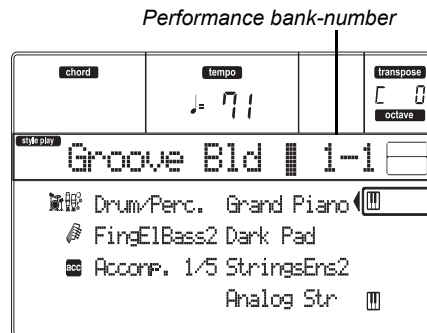 Performance bank-number
chord tempo transpose
♩= 71 C 0
octave
style play
Groove Bld 1-1
Drum/Perc. Grand Piano
FingElBass2 Dark Pad
acc Accomp. 1/5 StringsEns2
Analog Str